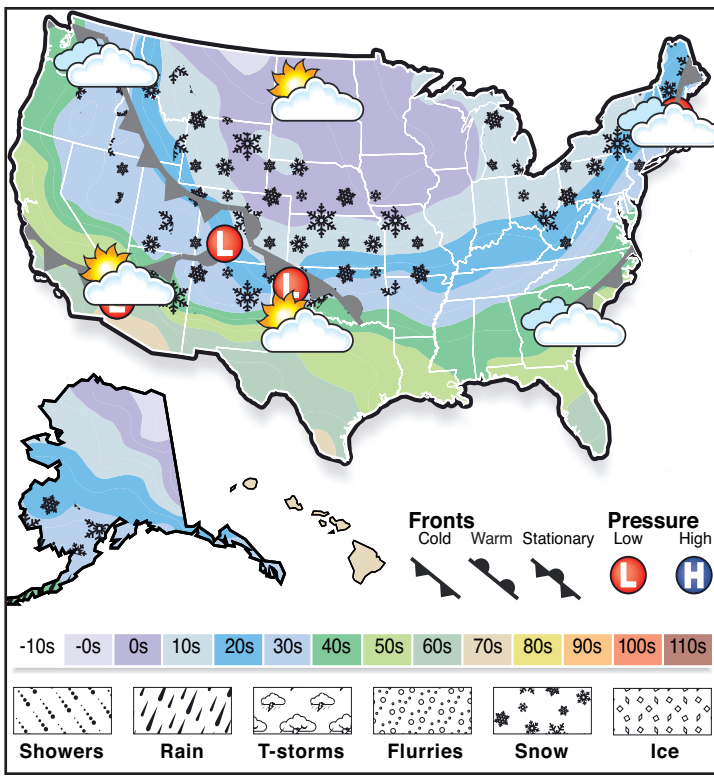 L
L
L
Fronts
Cold Warm Stationary
Pressure
Low High
L H
-10s -0s 0s 10s 20s 30s 40s 50s 60s 70s 80s 90s 100s 110s
Showers Rain T-storms Flurries Snow Ice